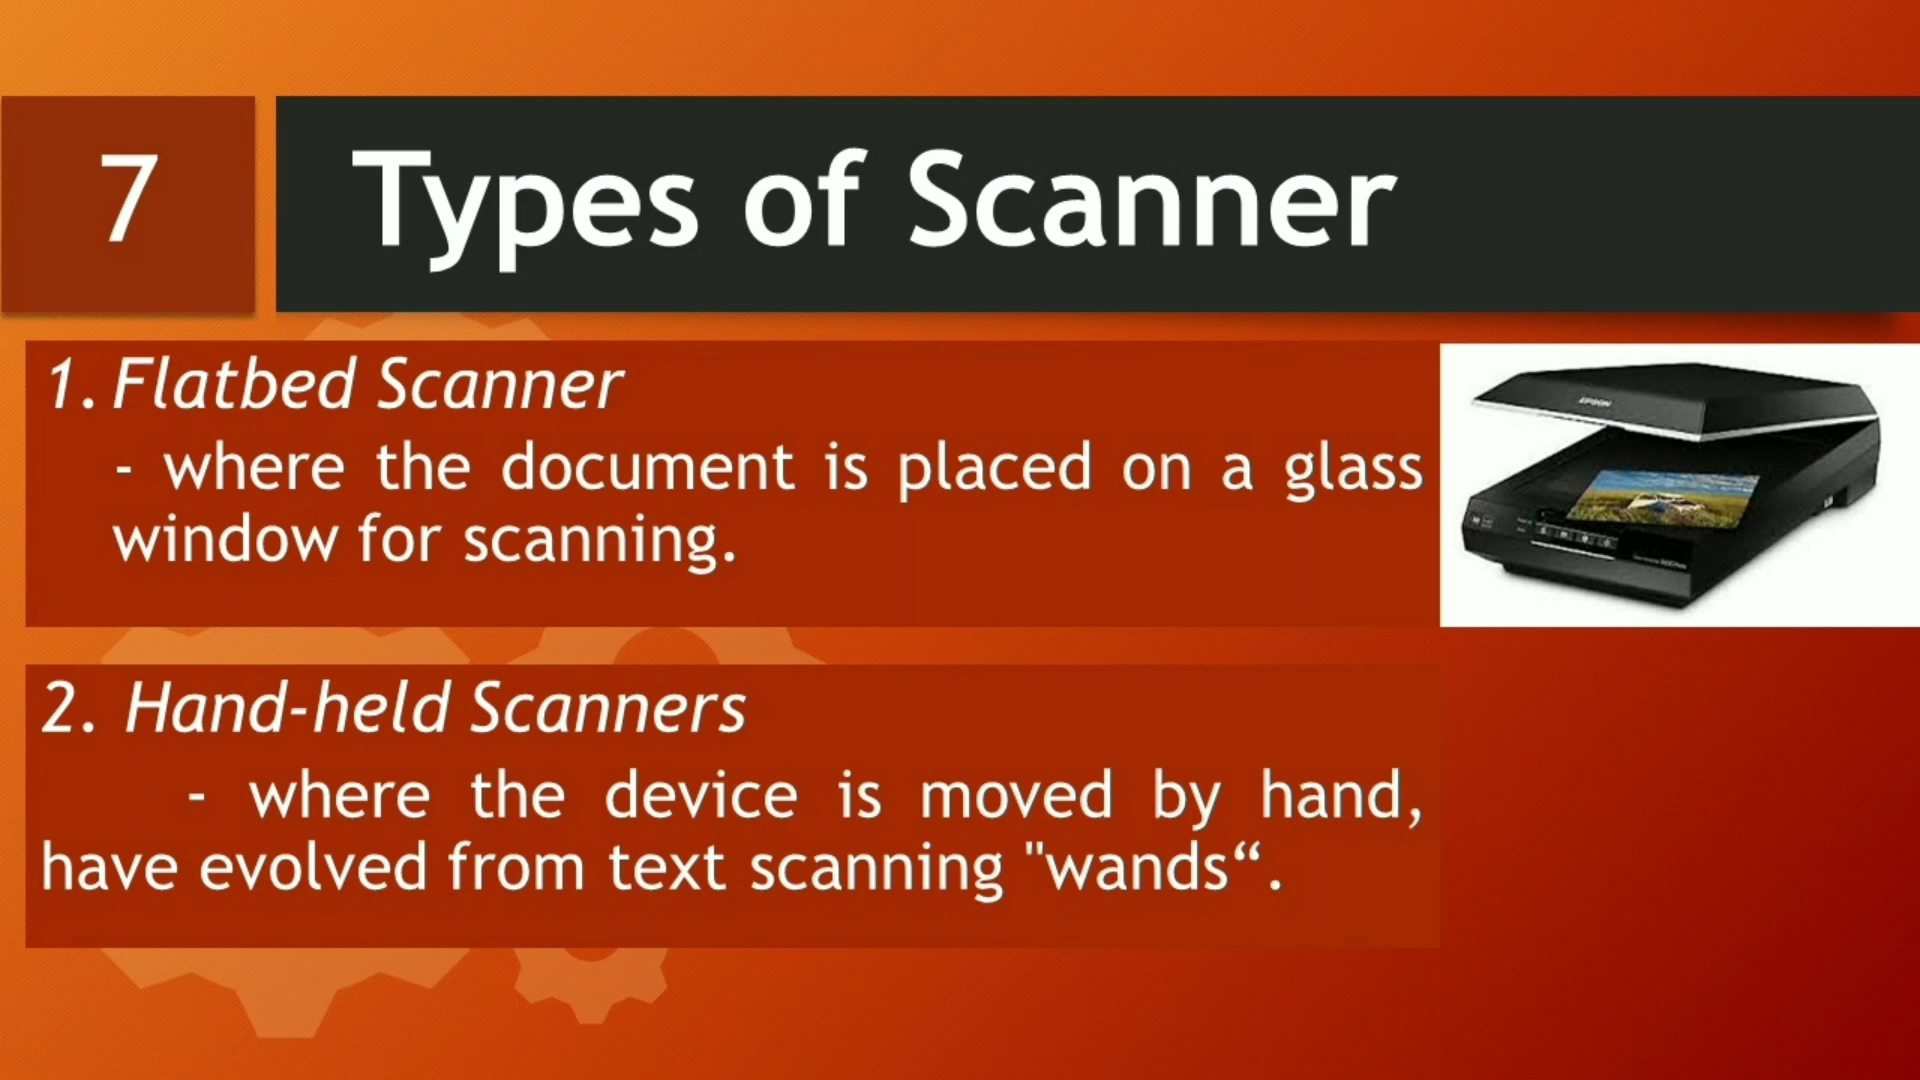 7
Types of Scanner
1. Flatbed Scanner
- where the document is placed on a glass
window for scanning.
EPSON
2. Hand-held Scanners
- where the device is moved by hand,
have evolved from text scanning "wands“.